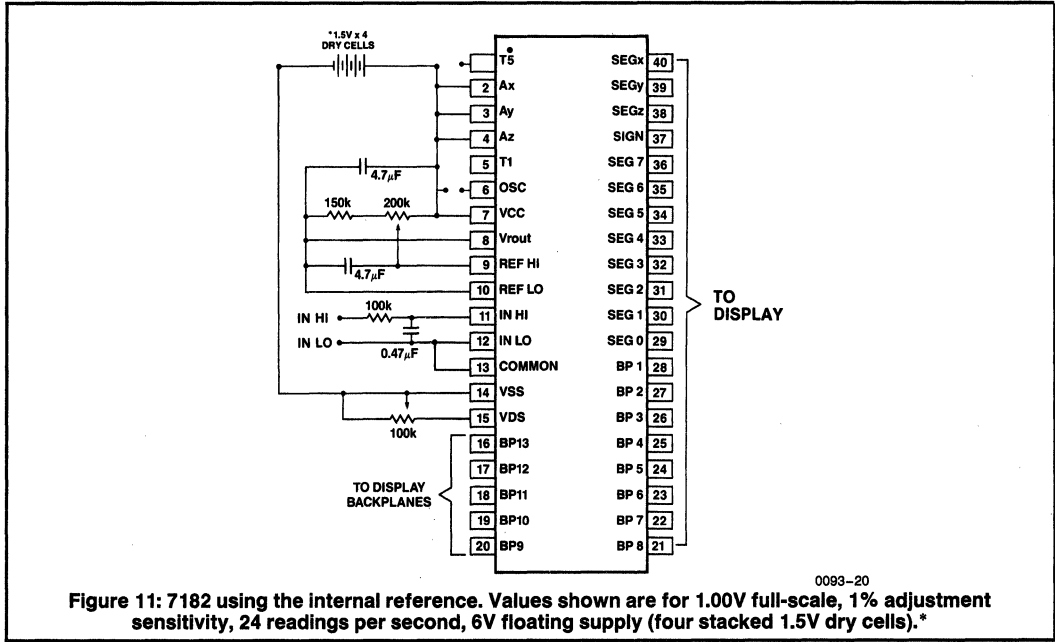 *1.5V x 4
DRY CELLS
T5
2 Ax
3 Ay
4 Az
5 T1
6 OSC
7 VCC
8 Vrout
9 REF HI
10 REF LO
11 IN HI
12 IN LO
13 COMMON
14 VSS
15 VDS
16 BP13
17 BP12
18 BP11
19 BP10
20 BP9
SEGx 40
SEGy 39
SEGz 38
SIGN 37
SEG 7 36
SEG 6 35
SEG 5 34
SEG 4 33
SEG 3 32
SEG 2 31
SEG 1 30
SEG 0 29
BP 1 28
BP 2 27
BP 3 26
BP 4 25
BP 5 24
BP 6 23
BP 7 22
BP 8 21
4.7μF
150k 200k
4.7μF
100k
IN HI
IN LO
0.47μF
100k
TO DISPLAY
BACKPLANES
TO
DISPLAY
0093–20
Figure 11: 7182 using the internal reference. Values shown are for 1.00V full-scale, 1% adjustment
sensitivity, 24 readings per second, 6V floating supply (four stacked 1.5V dry cells).*